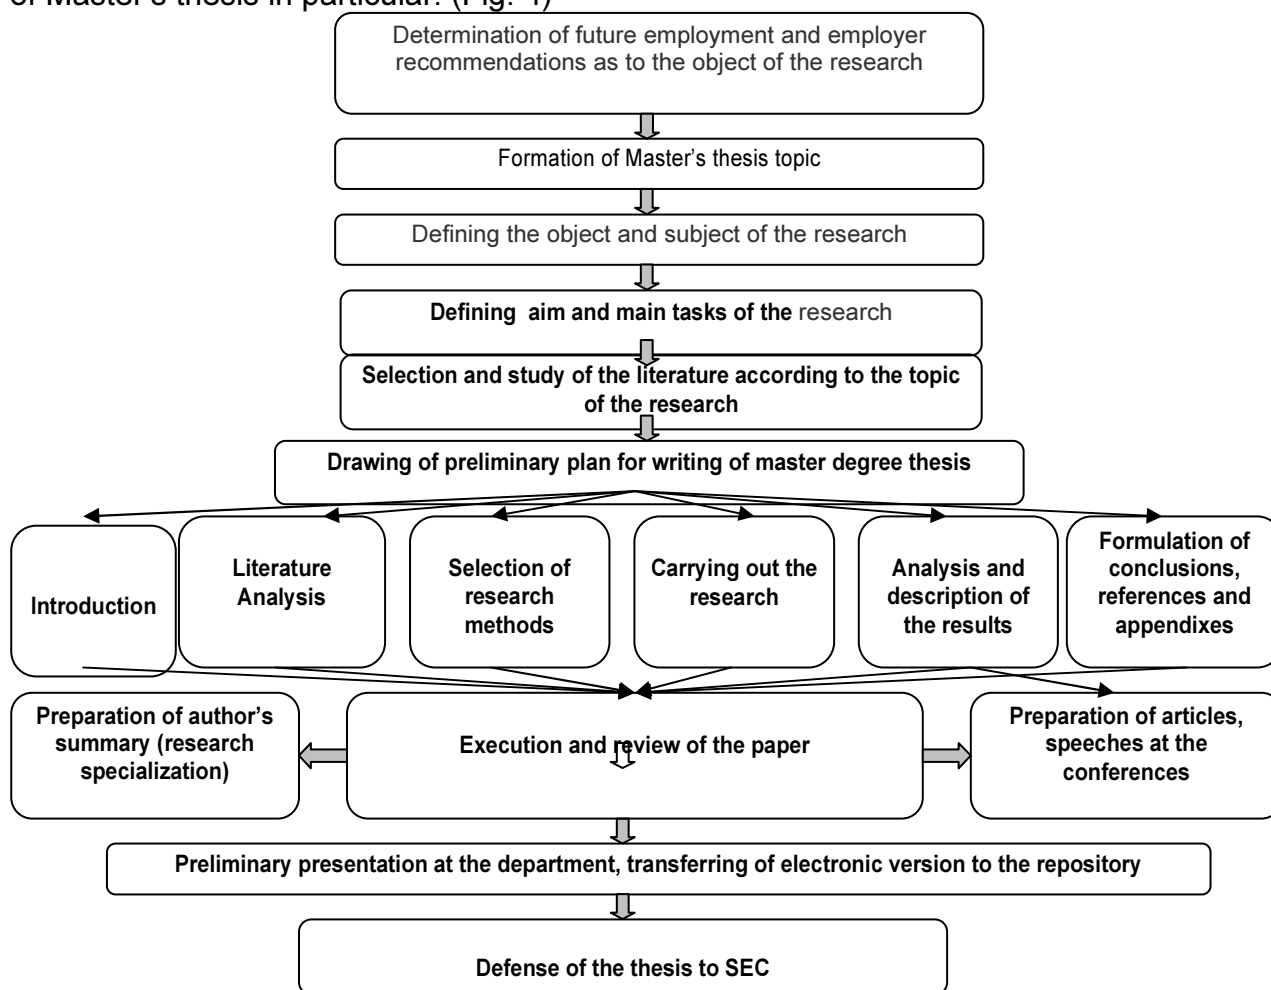 of Master's thesis in particular. (Fig. 4)
Determination of future employment and employer
recommendations as to the object of the research
Formation of Master's thesis topic
Defining the object and subject of the research
Defining aim and main tasks of the research
Selection and study of the literature according to the topic
of the research
Drawing of preliminary plan for writing of master degree thesis
Introduction
Literature
Analysis
Selection of
research
methods
Carrying out the
research
Analysis and
description of
the results
Formulation of
conclusions,
references and
appendixes
Preparation of author's
summary (research
specialization)
Execution and review of the paper
Preparation of articles,
speeches at the
conferences
Preliminary presentation at the department, transferring of electronic version to the repository
Defense of the thesis to SEC